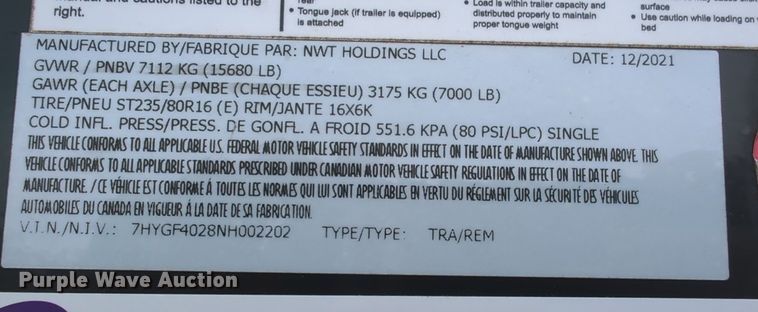 right.
• Tongue jack (if trailer is equipped)
is attached
• Load is within trailer capacity and
distributed properly to maintain
proper tongue weight
surface
• Use caution while loading on
bed
MANUFACTURED BY/FABRIQUE PAR: NWT HOLDINGS LLC
DATE: 12/2021
GVWR / PNBV 7112 KG (15680 LB)
GAWR (EACH AXLE) / PNBE (CHAQUE ESSIEU) 3175 KG (7000 LB)
TIRE/PNEU ST235/80R16 (E) RIM/JANTE 16X6K
COLD INFL. PRESS/PRESS. DE GONFL. A FROID 551.6 KPA (80 PSI/LPC) SINGLE
THIS VEHICLE CONFORMS TO ALL APPLICABLE U.S. FEDERAL MOTOR VEHICLE SAFETY STANDARDS IN EFFECT ON THE DATE OF MANUFACTURE SHOWN ABOVE. THIS
VEHICLE CONFORMS TO ALL APPLICABLE STANDARDS PRESCRIBED UNDER CANADIAN MOTOR VEHICLE SAFETY REGULATIONS IN EFFECT ON THE DATE OF
MANUFACTURE. / CE VÉHICLE EST CONFORME Á TOUTES LES NORMES QUI LUI SONT APPLICABLES EN VERTU DU RÉGLEMENT SUR LA SÉCURITÉ DES VÉHICULES
AUTOMOBILES DU CANADA EN VIGUEUR Á LA DATE DE SA FABRICATION.
V.I.N./N.I.V.: 7HYGF4028NH002202 TYPE/TYPE: TRA/REM
Purple Wave Auction